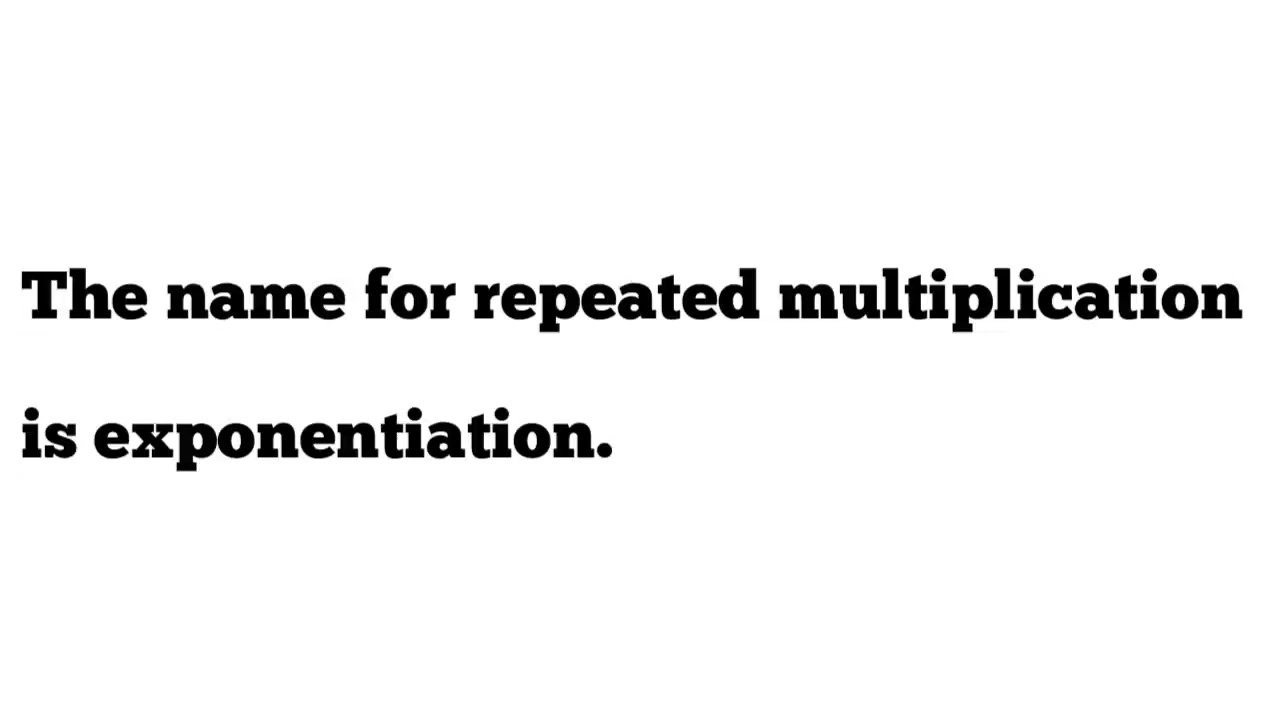 The name for repeated multiplication
is exponentiation.